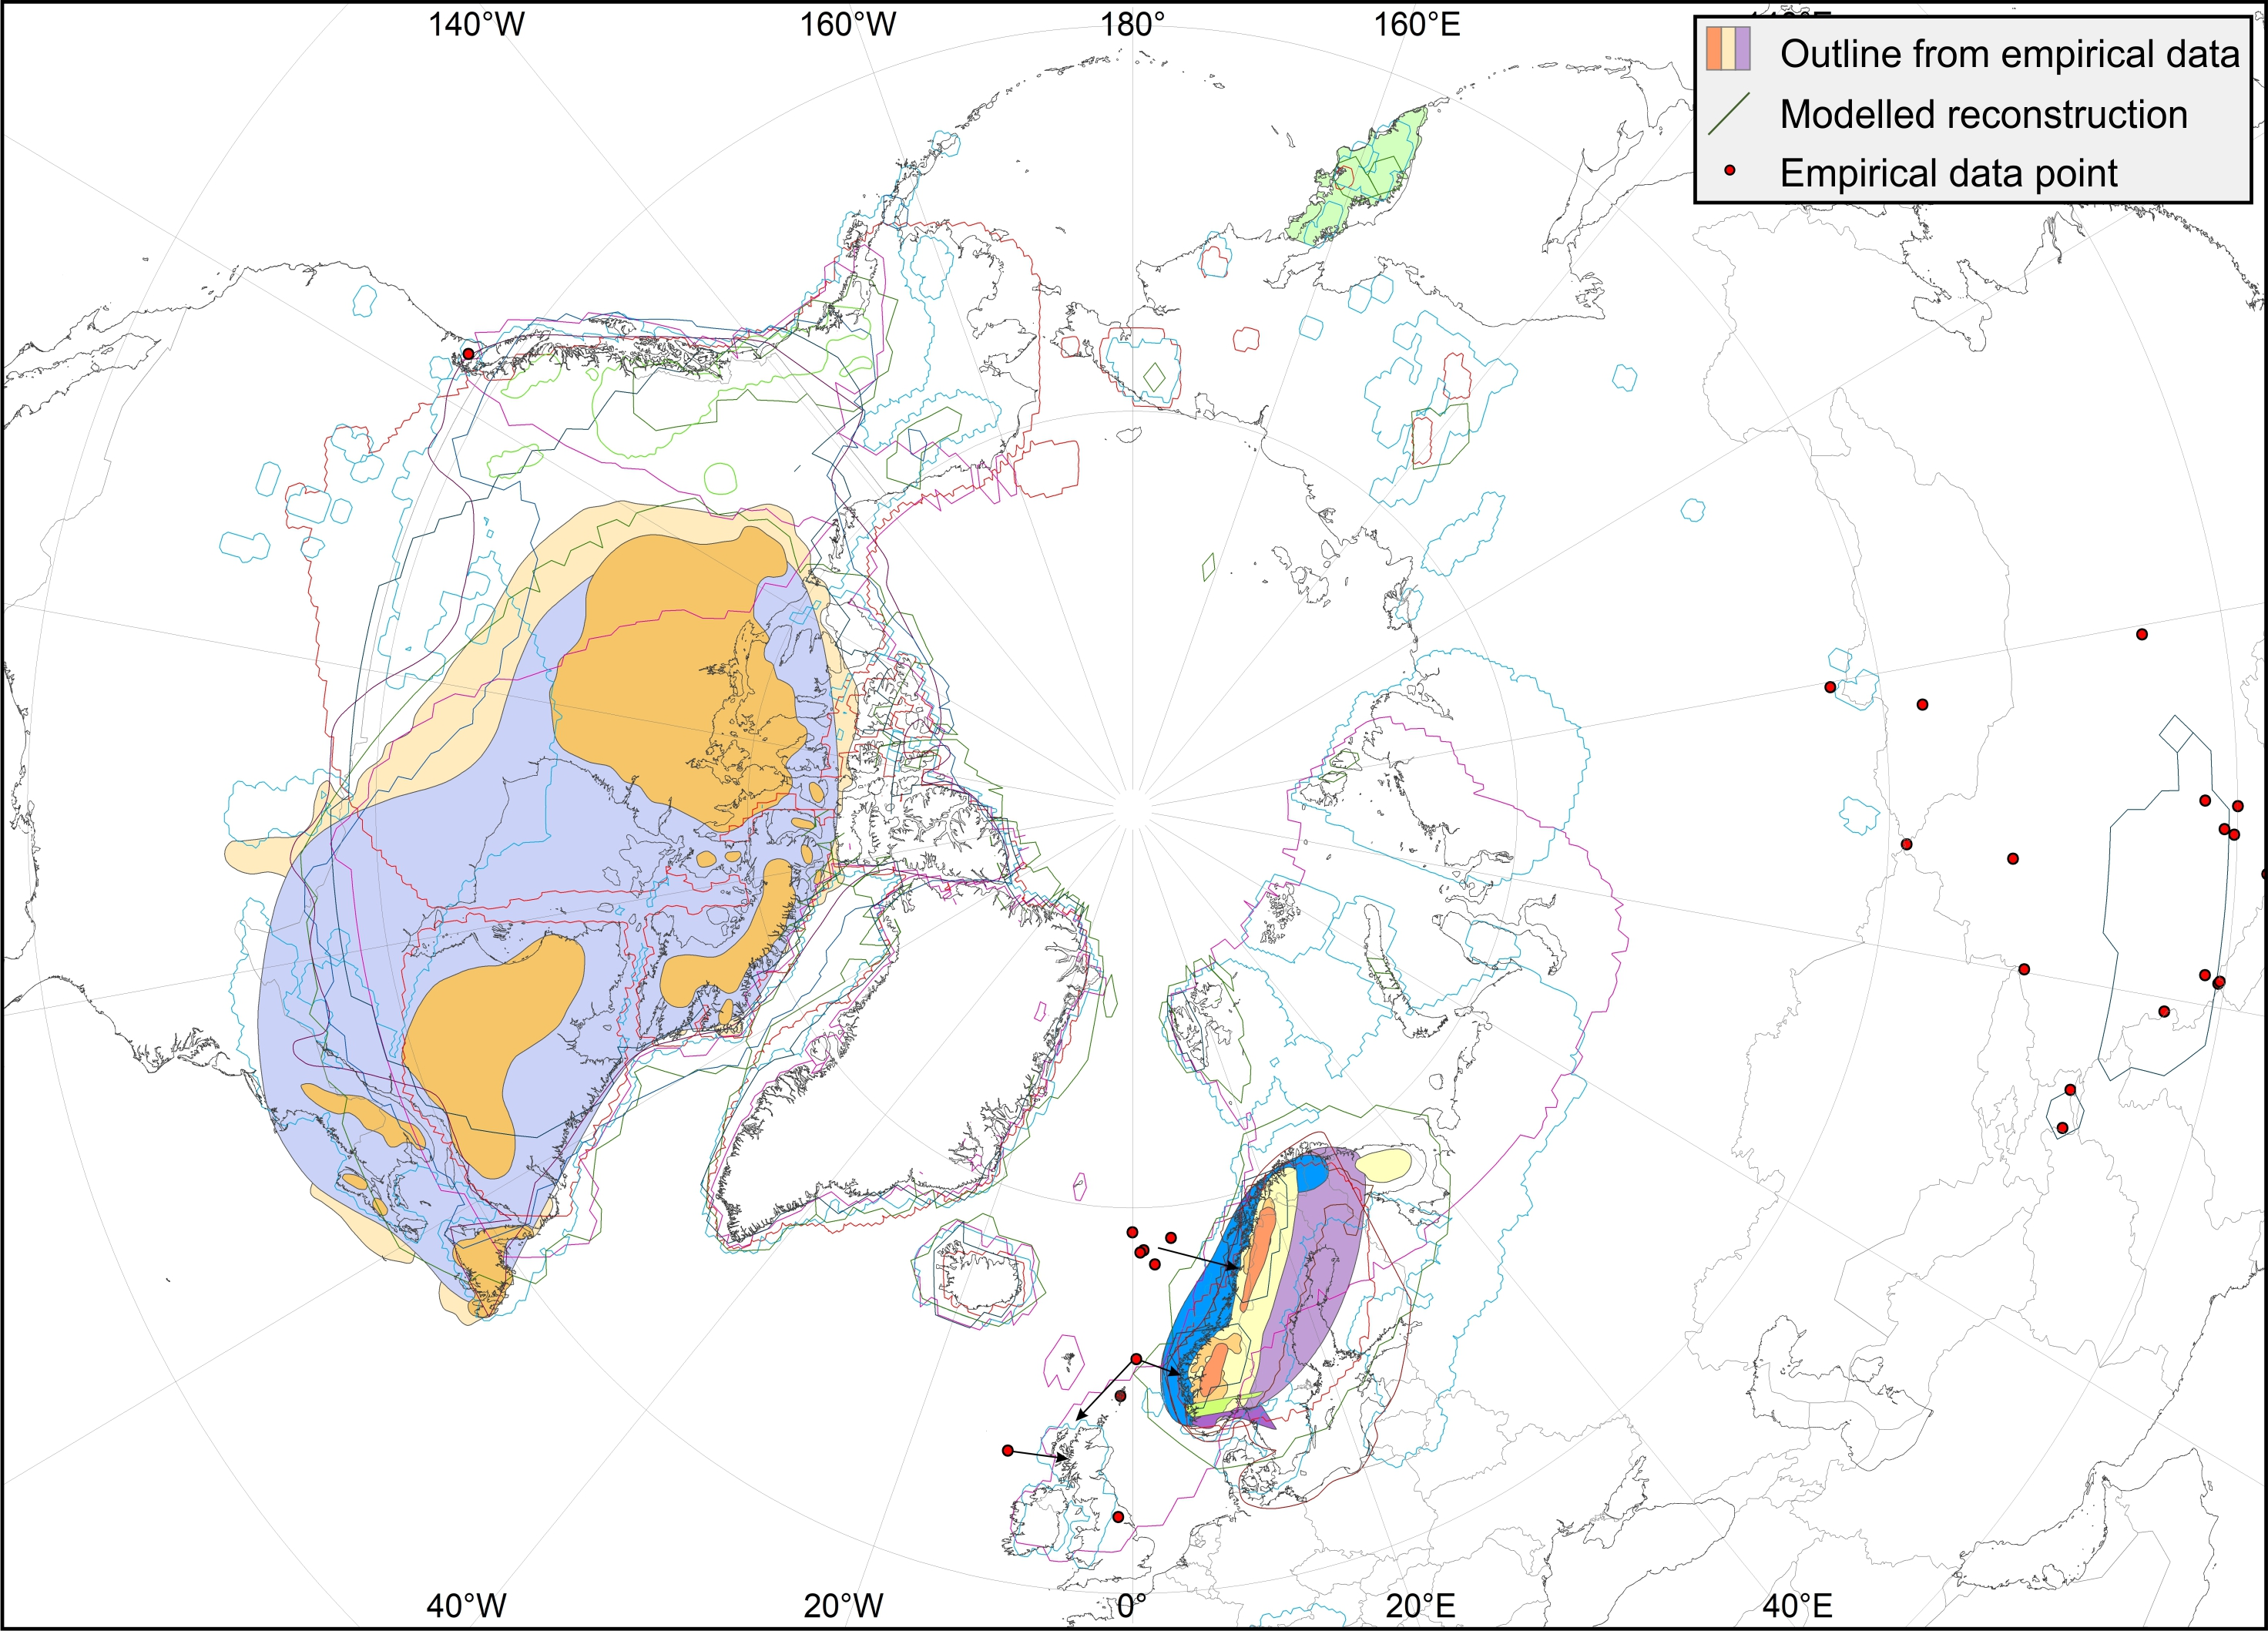 140°W
160°W
180°
160°E
Outline from empirical data
Modelled reconstruction
Empirical data point
40°W
20°W
0°
20°E
40°E